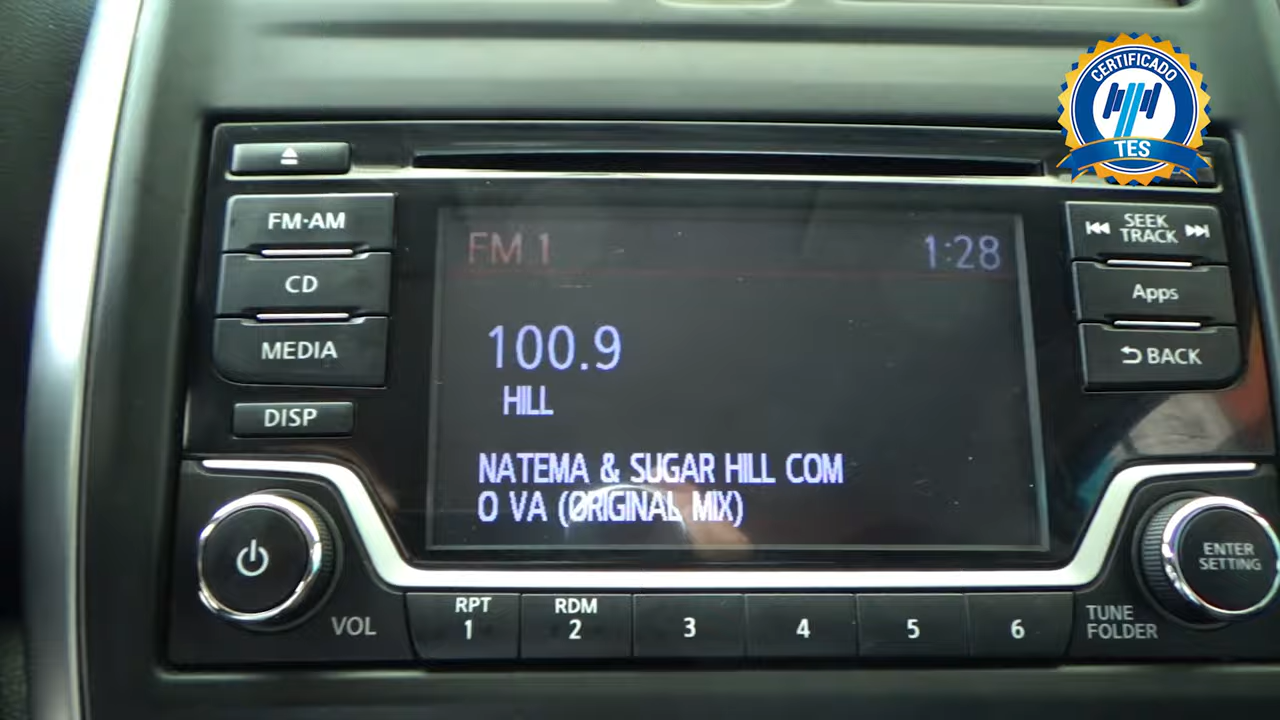 CERTIFICADO
TES
FM·AM
CD
MEDIA
DISP
VOL
FM 1
1:28
100.9
HILL
NATEMA & SUGAR HILL COM
O VA (ORIGINAL MIX)
SEEK
TRACK
Apps
BACK
RPT
1
RDM
2
3
4
5
6
TUNE
FOLDER
ENTER
SETTING